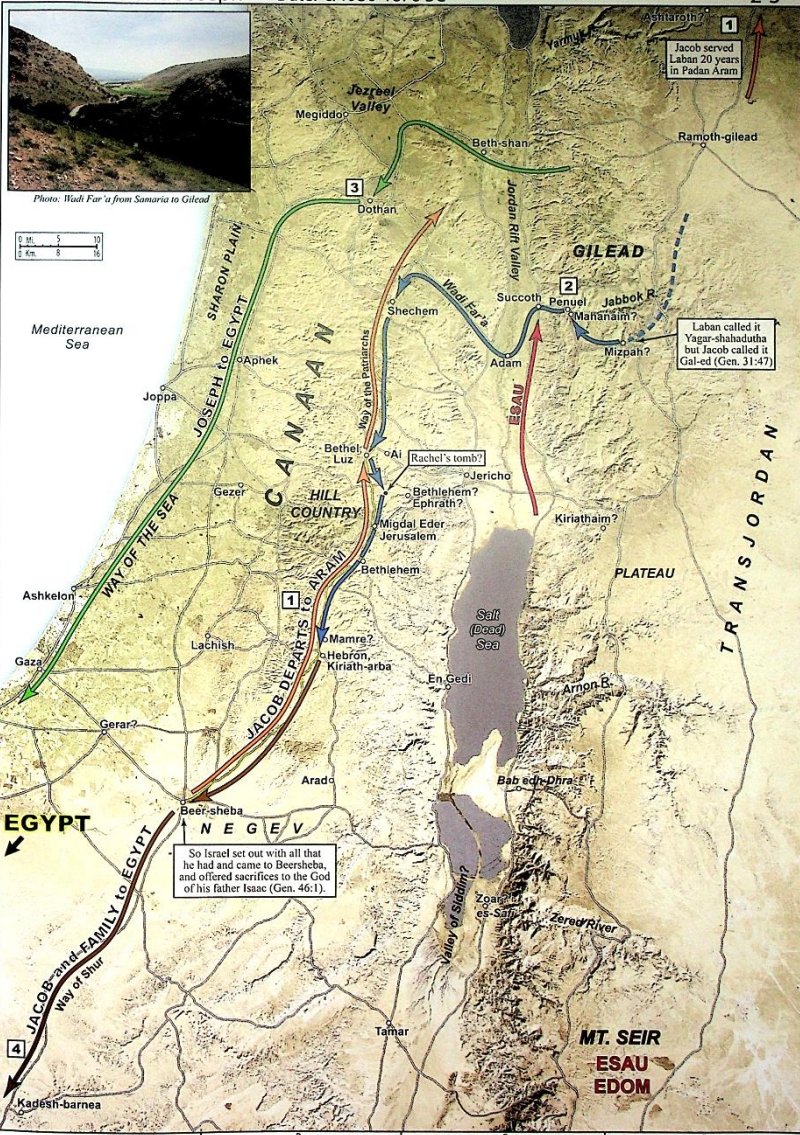 Ashtaroth?
1
Yarmuk R.
Jacob served
Laban 20 years
in Padan Aram
Jezreel
Valley
Megiddo
Beth-shan
Ramoth-gilead
Photo: Wadi Far'a from Samaria to Gilead
3
Dothan
Jordan Rift Valley
0 Mi. 5 10
0 Km. 8 16
SHARON PLAIN
GILEAD
2
Succoth
Penuel
Jabbok R.
Mahanaim?
Wadi Far'a
Shechem
Mediterranean
Sea
Laban called it
Yagar-shahadutha
but Jacob called it
Gal-ed (Gen. 31:47)
Mizpah?
Adam
Aphek
JOSEPH to EGYPT
Way of the Patriarchs
CANAAN
ESAU
Joppa
TRANSJORDAN
Bethel,
Luz
Ai
Rachel's tomb?
Jericho
Gezer
HILL
COUNTRY
Bethlehem?
Ephrath?
Kiriathaim?
Migdal Eder
Jerusalem
WAY OF THE SEA
Bethlehem
PLATEAU
Ashkelon
1
JACOB DEPARTS to ARAM
Salt
(Dead)
Sea
Lachish
Mamre?
Hebron,
Kiriath-arba
Gaza
En Gedi
Arnon R.
Gerar?
Arad
Bab edh-Dhra
Beer-sheba
EGYPT
NEGEV
So Israel set out with all that
he had and came to Beersheba,
and offered sacrifices to the God
of his father Isaac (Gen. 46:1).
Valley of Siddim?
Zoar?
es-Safi
Zered River
JACOB and FAMILY to EGYPT
Way of Shur
Tamar
MT. SEIR
ESAU
EDOM
4
Kadesh-barnea